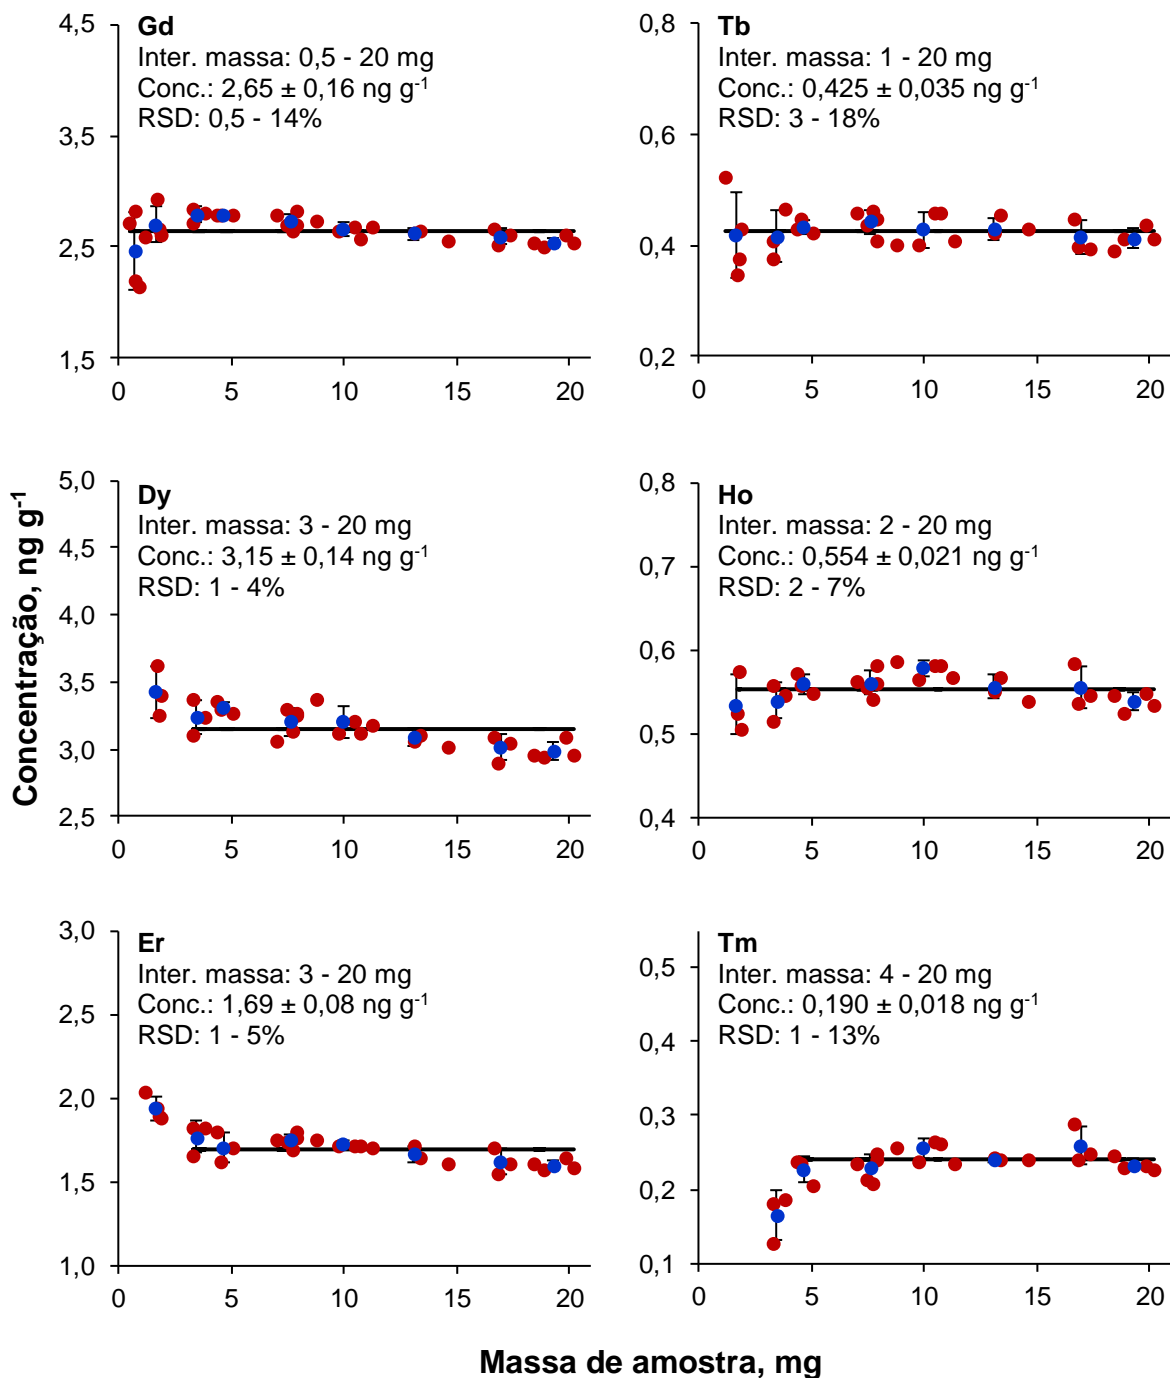 Gd
Inter. massa: 0,5 - 20 mg
Conc.: 2,65 ± 0,16 ng g⁻¹
RSD: 0,5 - 14%
4,5
3,5
2,5
1,5
0 5 10 15 20
Tb
Inter. massa: 1 - 20 mg
Conc.: 0,425 ± 0,035 ng g⁻¹
RSD: 3 - 18%
0,8
0,6
0,4
0,2
0 5 10 15 20
Concentração, ng g⁻¹
Dy
Inter. massa: 3 - 20 mg
Conc.: 3,15 ± 0,14 ng g⁻¹
RSD: 1 - 4%
5,0
4,5
4,0
3,5
3,0
2,5
0 5 10 15 20
Ho
Inter. massa: 2 - 20 mg
Conc.: 0,554 ± 0,021 ng g⁻¹
RSD: 2 - 7%
0,8
0,7
0,6
0,5
0,4
0 5 10 15 20
Er
Inter. massa: 3 - 20 mg
Conc.: 1,69 ± 0,08 ng g⁻¹
RSD: 1 - 5%
3,0
2,5
2,0
1,5
1,0
0 5 10 15 20
Tm
Inter. massa: 4 - 20 mg
Conc.: 0,190 ± 0,018 ng g⁻¹
RSD: 1 - 13%
0,5
0,4
0,3
0,2
0,1
0 5 10 15 20
Massa de amostra, mg